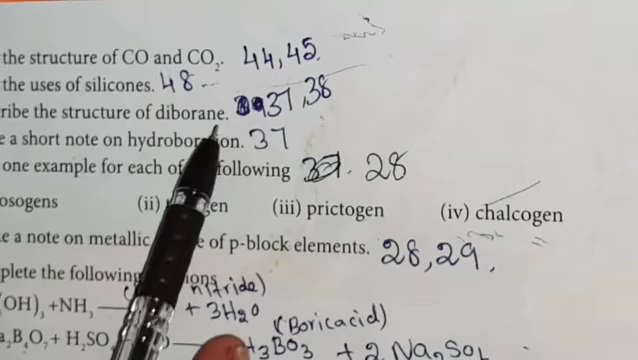 the structure of CO and CO₂. 44,45.
the uses of silicones. 48 ...
ribe the structure of diborane. 37,38
e a short note on hydrobor on. 37
one example for each of following 28
osogens (ii) gen (iii) prictogen (iv) chalcogen
e a note on metallic e of p-block elements. 28,29,
plete the following ions
nitride)
(OH)₃ +NH₃ + 3H₂O
(Boricacid)
a₂B₄O₇ + H₂SO BO₃ + 2 Na₂SO₄